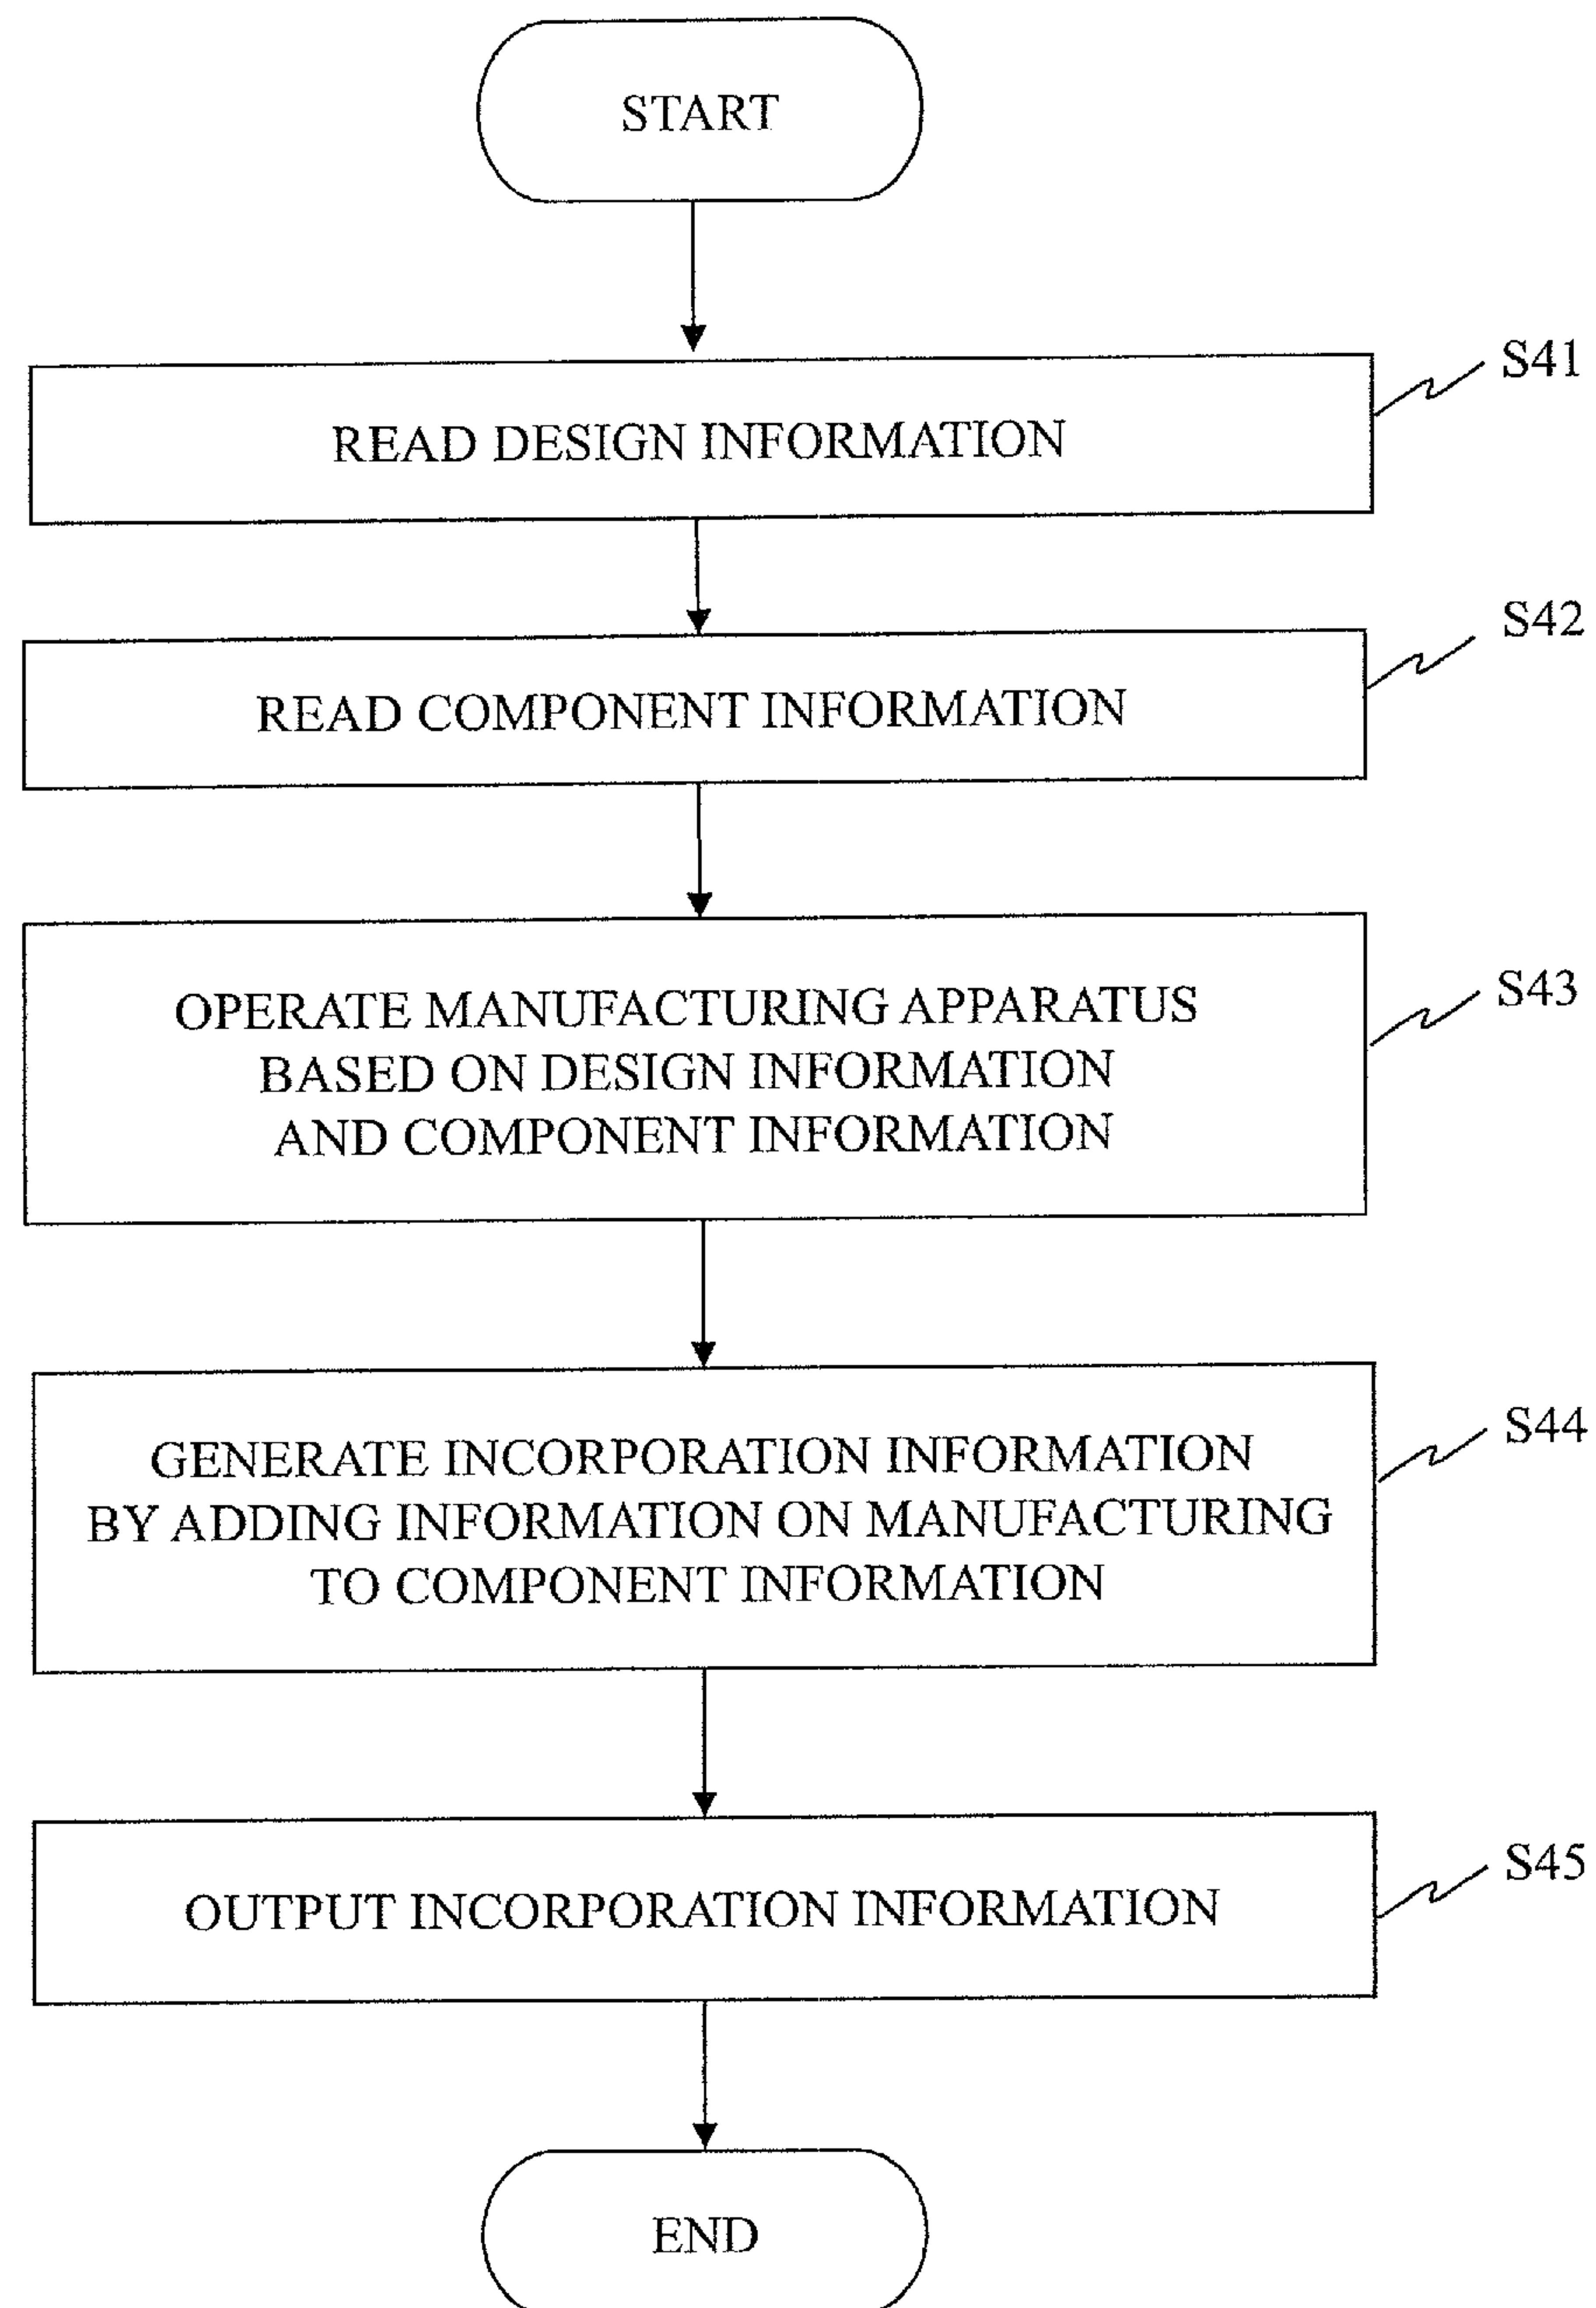 START
S41
READ DESIGN INFORMATION
S42
READ COMPONENT INFORMATION
S43
OPERATE MANUFACTURING APPARATUS
BASED ON DESIGN INFORMATION
AND COMPONENT INFORMATION
S44
GENERATE INCORPORATION INFORMATION
BY ADDING INFORMATION ON MANUFACTURING
TO COMPONENT INFORMATION
S45
OUTPUT INCORPORATION INFORMATION
END